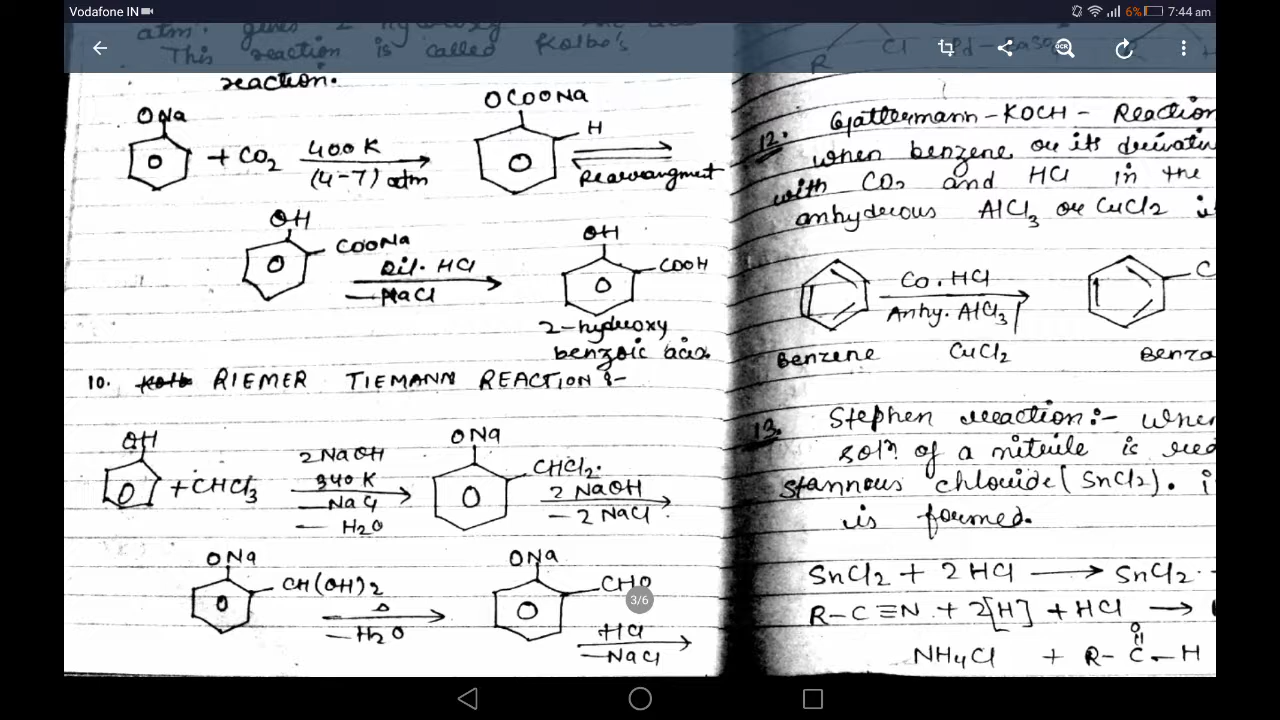 Vodafone IN
6% 7:44 am
This reaction is called Kolbe's
reaction.
ONa
+ CO2
400 K
(4-7) atm
OCOONa
H
Rearrangment
OH
COONa
Dil. HCl
— NaCl
OH
COOH
2-hydroxy
benzoic acid.
10. Kolb RIEMER TIEMANN REACTION :-
OH
+ CHCl3
2 NaOH
340 K
— NaCl
— H2O
ONa
CHCl2.
2 NaOH
— 2 NaCl
ONa
CH(OH)2
Δ
— H2O
ONa
CHO
HCl
— NaCl
3/6
R Cl Pd -
12. Gattermann - KOCH - Reaction
when benzene or its
with CO2 and HCl in the
anhydrous AlCl3 or CuCl2
CO. HCl
Anhy. AlCl3
C
Benzene CuCl2 Benza
13. Stephen reaction :- When
solⁿ. of a nitrile is
stannous chloride (SnCl2).
is formed.
SnCl2 + 2 HCl → SnCl2.
R-C≡N + 2[H] + HCl →
O
NH4Cl + R- C - H